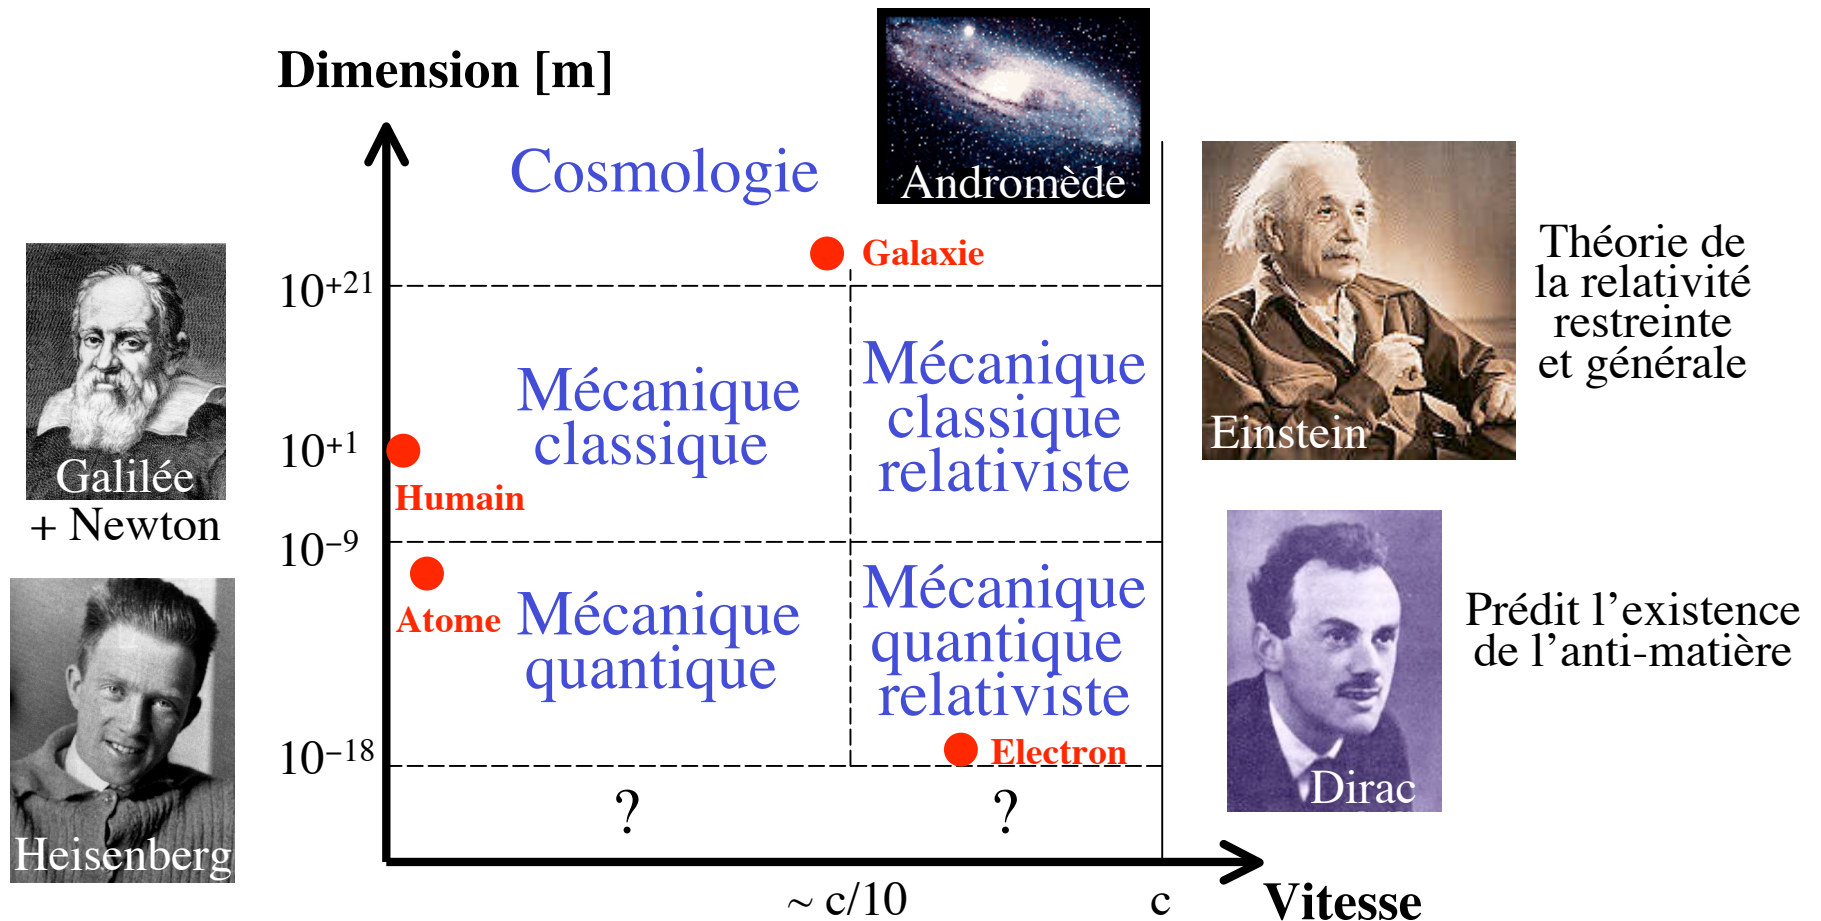 Dimension [m]
Cosmologie
Andromède
Galaxie
10+21
Théorie de
la relativité
restreinte
et générale
Einstein
Mécanique
classique
Mécanique
classique
relativiste
10+1
Humain
Galilée
+ Newton
10–9
Atome
Mécanique
quantique
Mécanique
quantique
relativiste
Electron
10–18
Prédit l’existence
de l’anti-matière
Dirac
Heisenberg
?
?
~ c/10
c
Vitesse